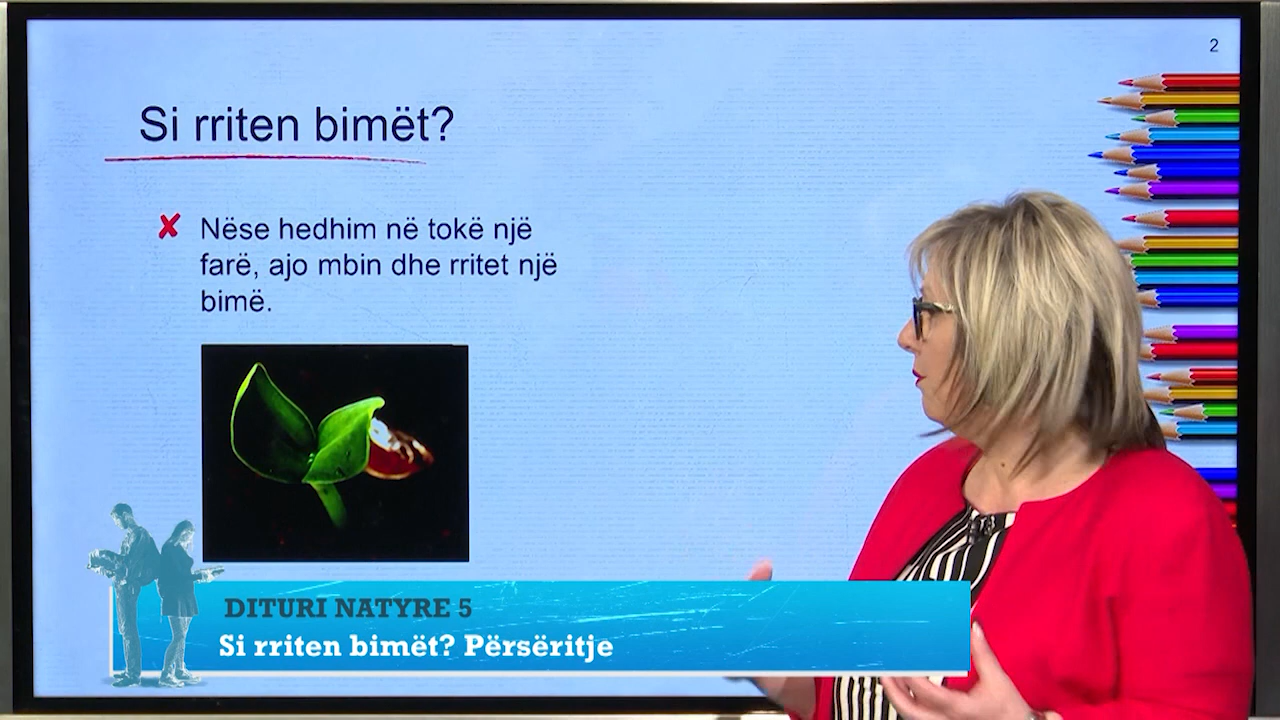 2
Si rriten bimët?
✘ Nëse hedhim në tokë një
farë, ajo mbin dhe rritet një
bimë.
DITURI NATYRE 5
Si rriten bimët? Përsëritje